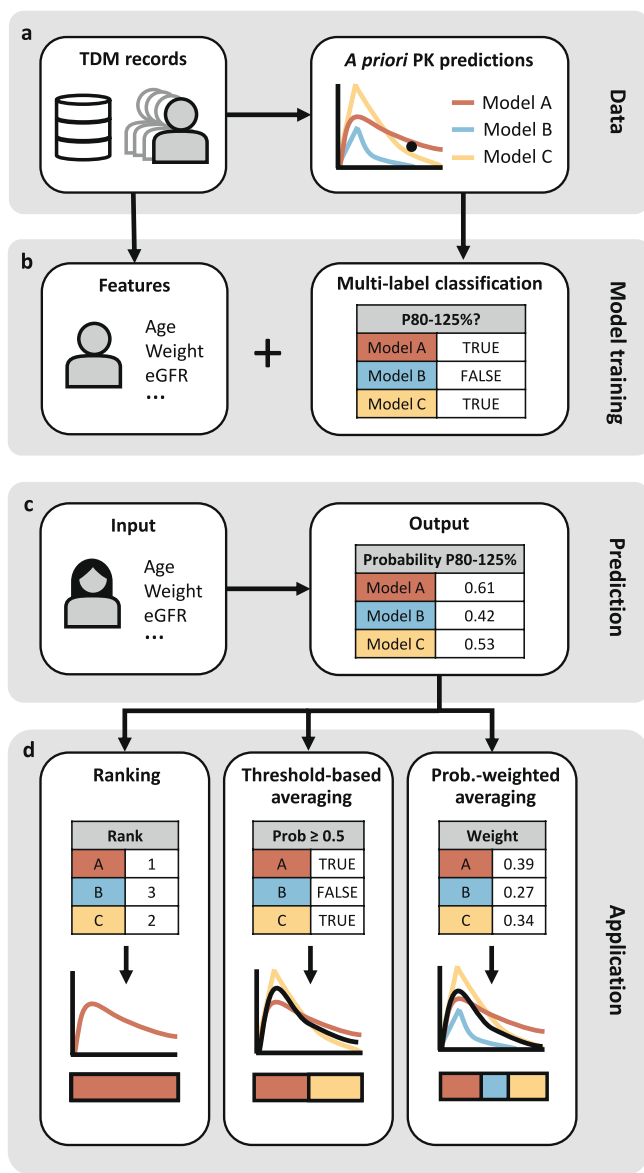 a
TDM records
A priori PK predictions
Model A
Model B
Model C
Data
b
Features
Age
Weight
eGFR
...
+
Multi-label classification
P80-125%?
Model A TRUE
Model B FALSE
Model C TRUE
Model training
c
Input
Age
Weight
eGFR
...
Output
Probability P80-125%
Model A 0.61
Model B 0.42
Model C 0.53
Prediction
d
Ranking
Rank
A 1
B 3
C 2
Threshold-based
averaging
Prob ≥ 0.5
A TRUE
B FALSE
C TRUE
Prob.-weighted
averaging
Weight
A 0.39
B 0.27
C 0.34
Application